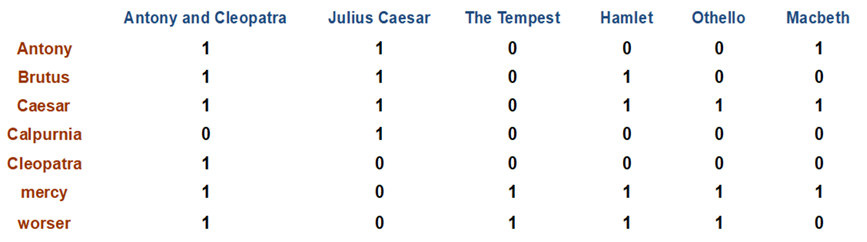 Antony and Cleopatra Julius Caesar The Tempest Hamlet Othello Macbeth
Antony 1 1 0 0 0 1
Brutus 1 1 0 1 0 0
Caesar 1 1 0 1 1 1
Calpurnia 0 1 0 0 0 0
Cleopatra 1 0 0 0 0 0
mercy 1 0 1 1 1 1
worser 1 0 1 1 1 0